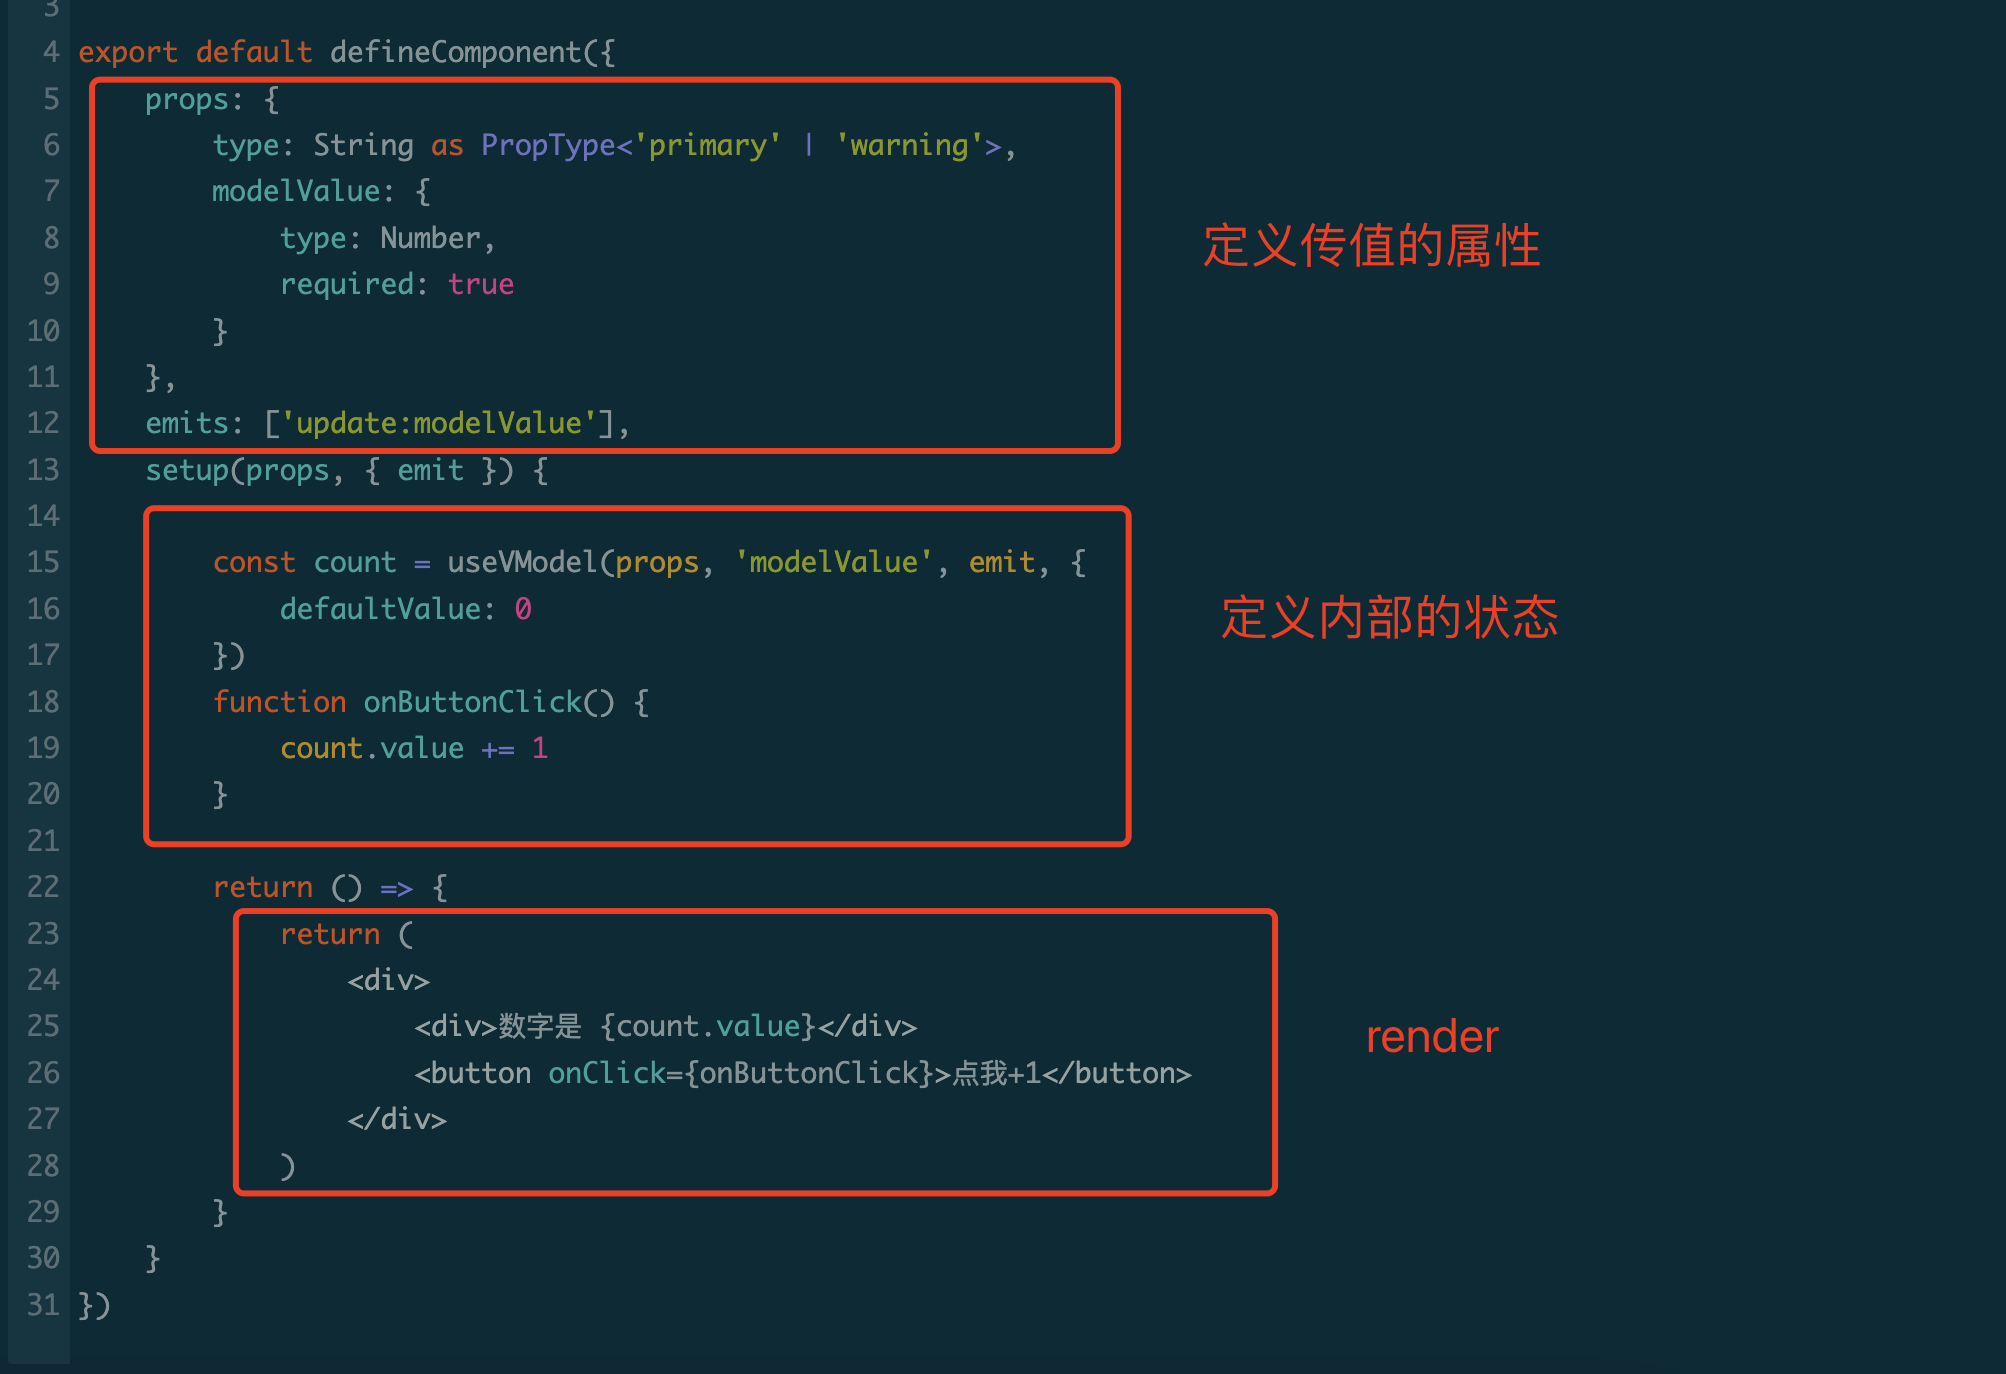 3
4 export default defineComponent({
5 props: {
6 type: String as PropType<'primary' | 'warning'>,
7 modelValue: {
8 type: Number,
9 required: true
10 }
11 },
12 emits: ['update:modelValue'],
13 setup(props, { emit }) {
14
15 const count = useVModel(props, 'modelValue', emit, {
16 defaultValue: 0
17 })
18 function onButtonClick() {
19 count.value += 1
20 }
21
22 return () => {
23 return (
24 <div>
25 <div>数字是 {count.value}</div>
26 <button onClick={onButtonClick}>点我+1</button>
27 </div>
28 )
29 }
30 }
31 })
定义传值的属性
定义内部的状态
render